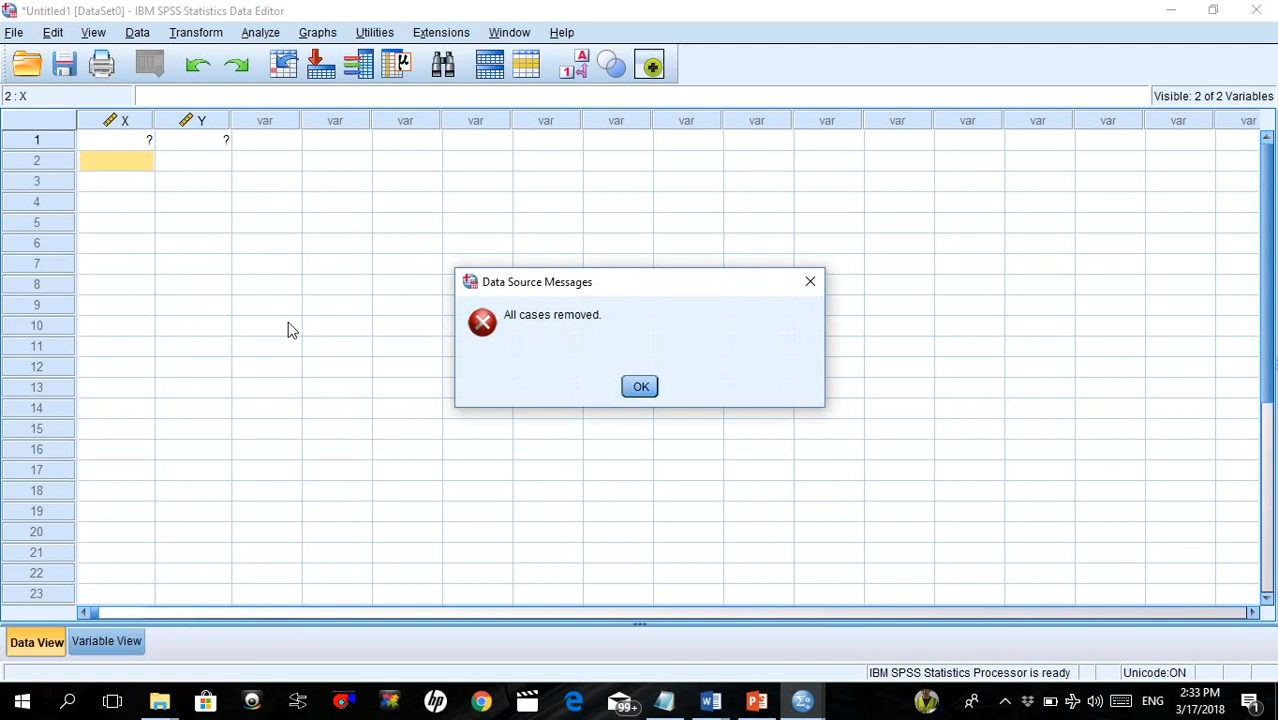 *Untitled1 [DataSet0] - IBM SPSS Statistics Data Editor
File Edit View Data Transform Analyze Graphs Utilities Extensions Window Help
2 : X
Visible: 2 of 2 Variables
X Y var var var var var var var var var var var var var var var
1 ? ?
2
3
4
5
6
7
8
9
10
11
12
13
14
15
16
17
18
19
20
21
22
23
Data Source Messages
All cases removed.
OK
Data View Variable View
IBM SPSS Statistics Processor is ready Unicode:ON
99+ ENG 2:33 PM
3/17/2018